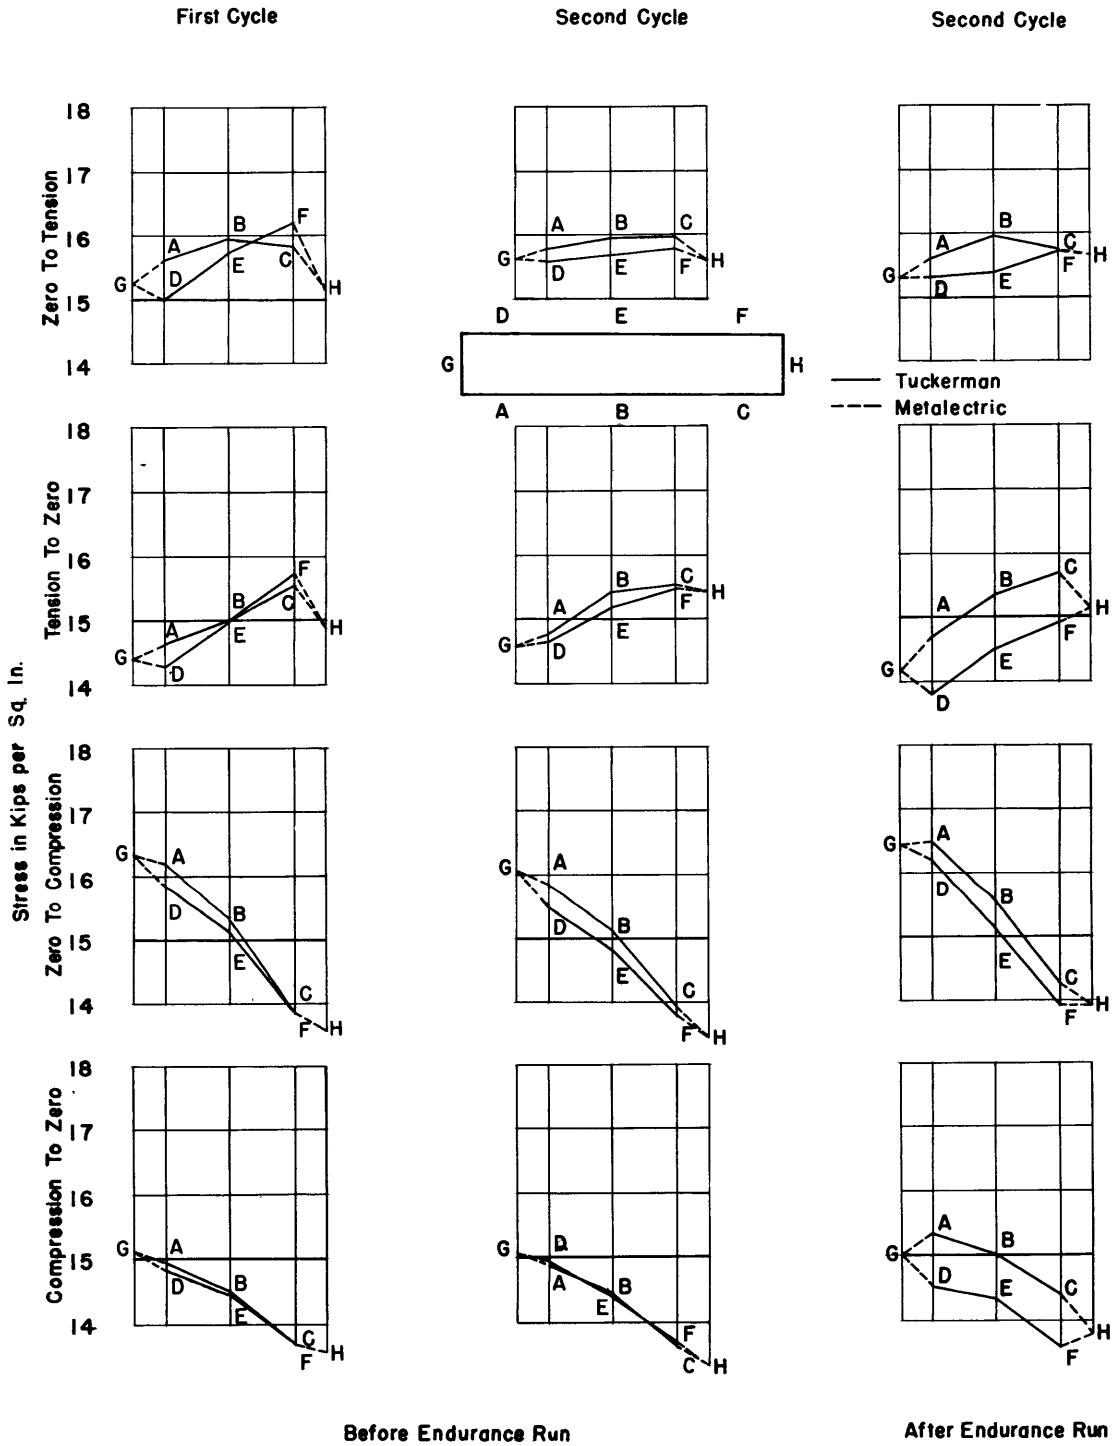 First Cycle
Second Cycle
Second Cycle
Stress in Kips per Sq. In.
Zero To Tension
18
17
16
15
14
G
A
D
B
E
F
C
H
G
A
D
B
E
C
F
H
G
A
D
B
E
C
F
H
D E F
G H
A B C
Tuckerman
Metalectric
Tension To Zero
18
17
16
15
14
G
A
D
B
E
F
C
H
G
A
D
B
E
C
F
H
G
A
D
B
E
C
F
H
Zero To Compression
18
17
16
15
14
G
A
D
B
E
C
F
H
G
A
D
B
E
C
F
H
G
A
D
B
E
C
F
H
Compression To Zero
18
17
16
15
14
G
A
D
B
E
C
F
H
G
D
A
B
E
F
C
H
G
A
D
B
E
C
F
H
Before Endurance Run
After Endurance Run